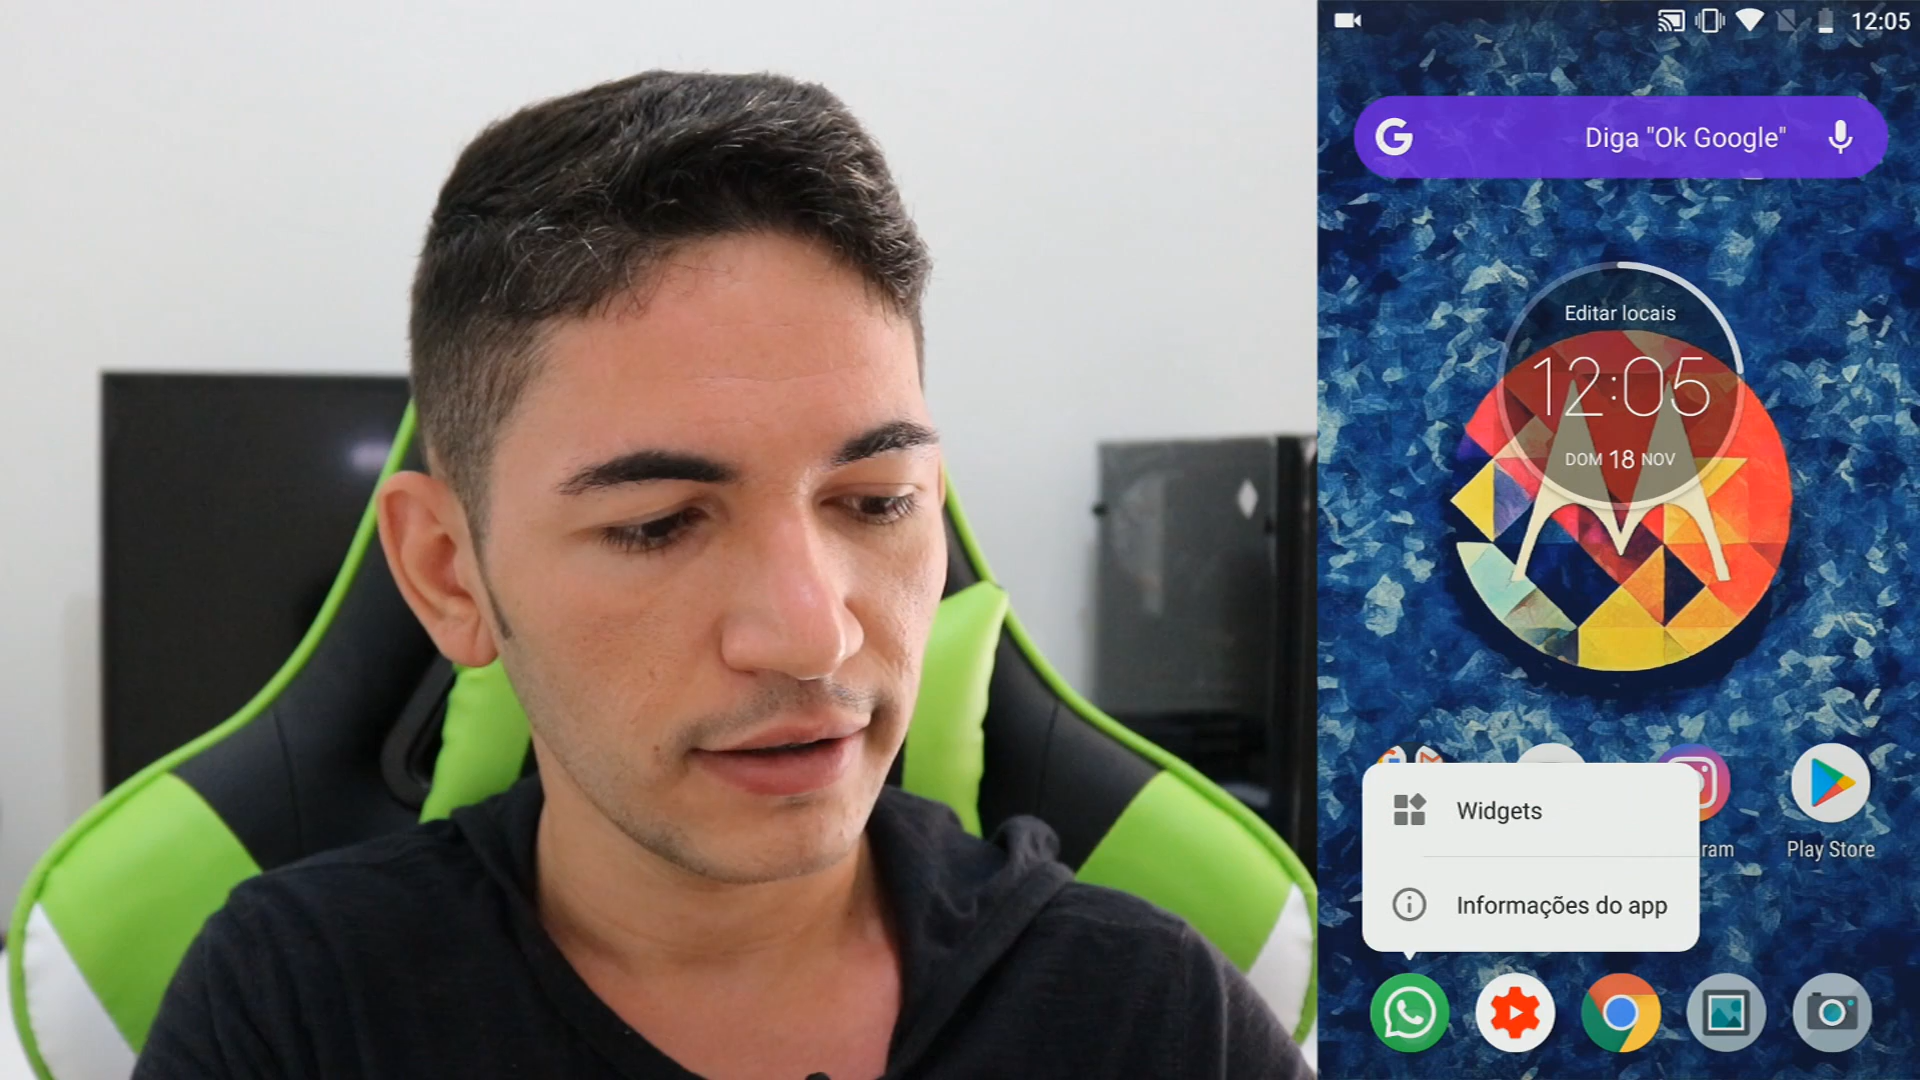 12:05
Diga "Ok Google"
Editar locais
12:05
DOM 18 NOV
Widgets
ram
Play Store
Informações do app